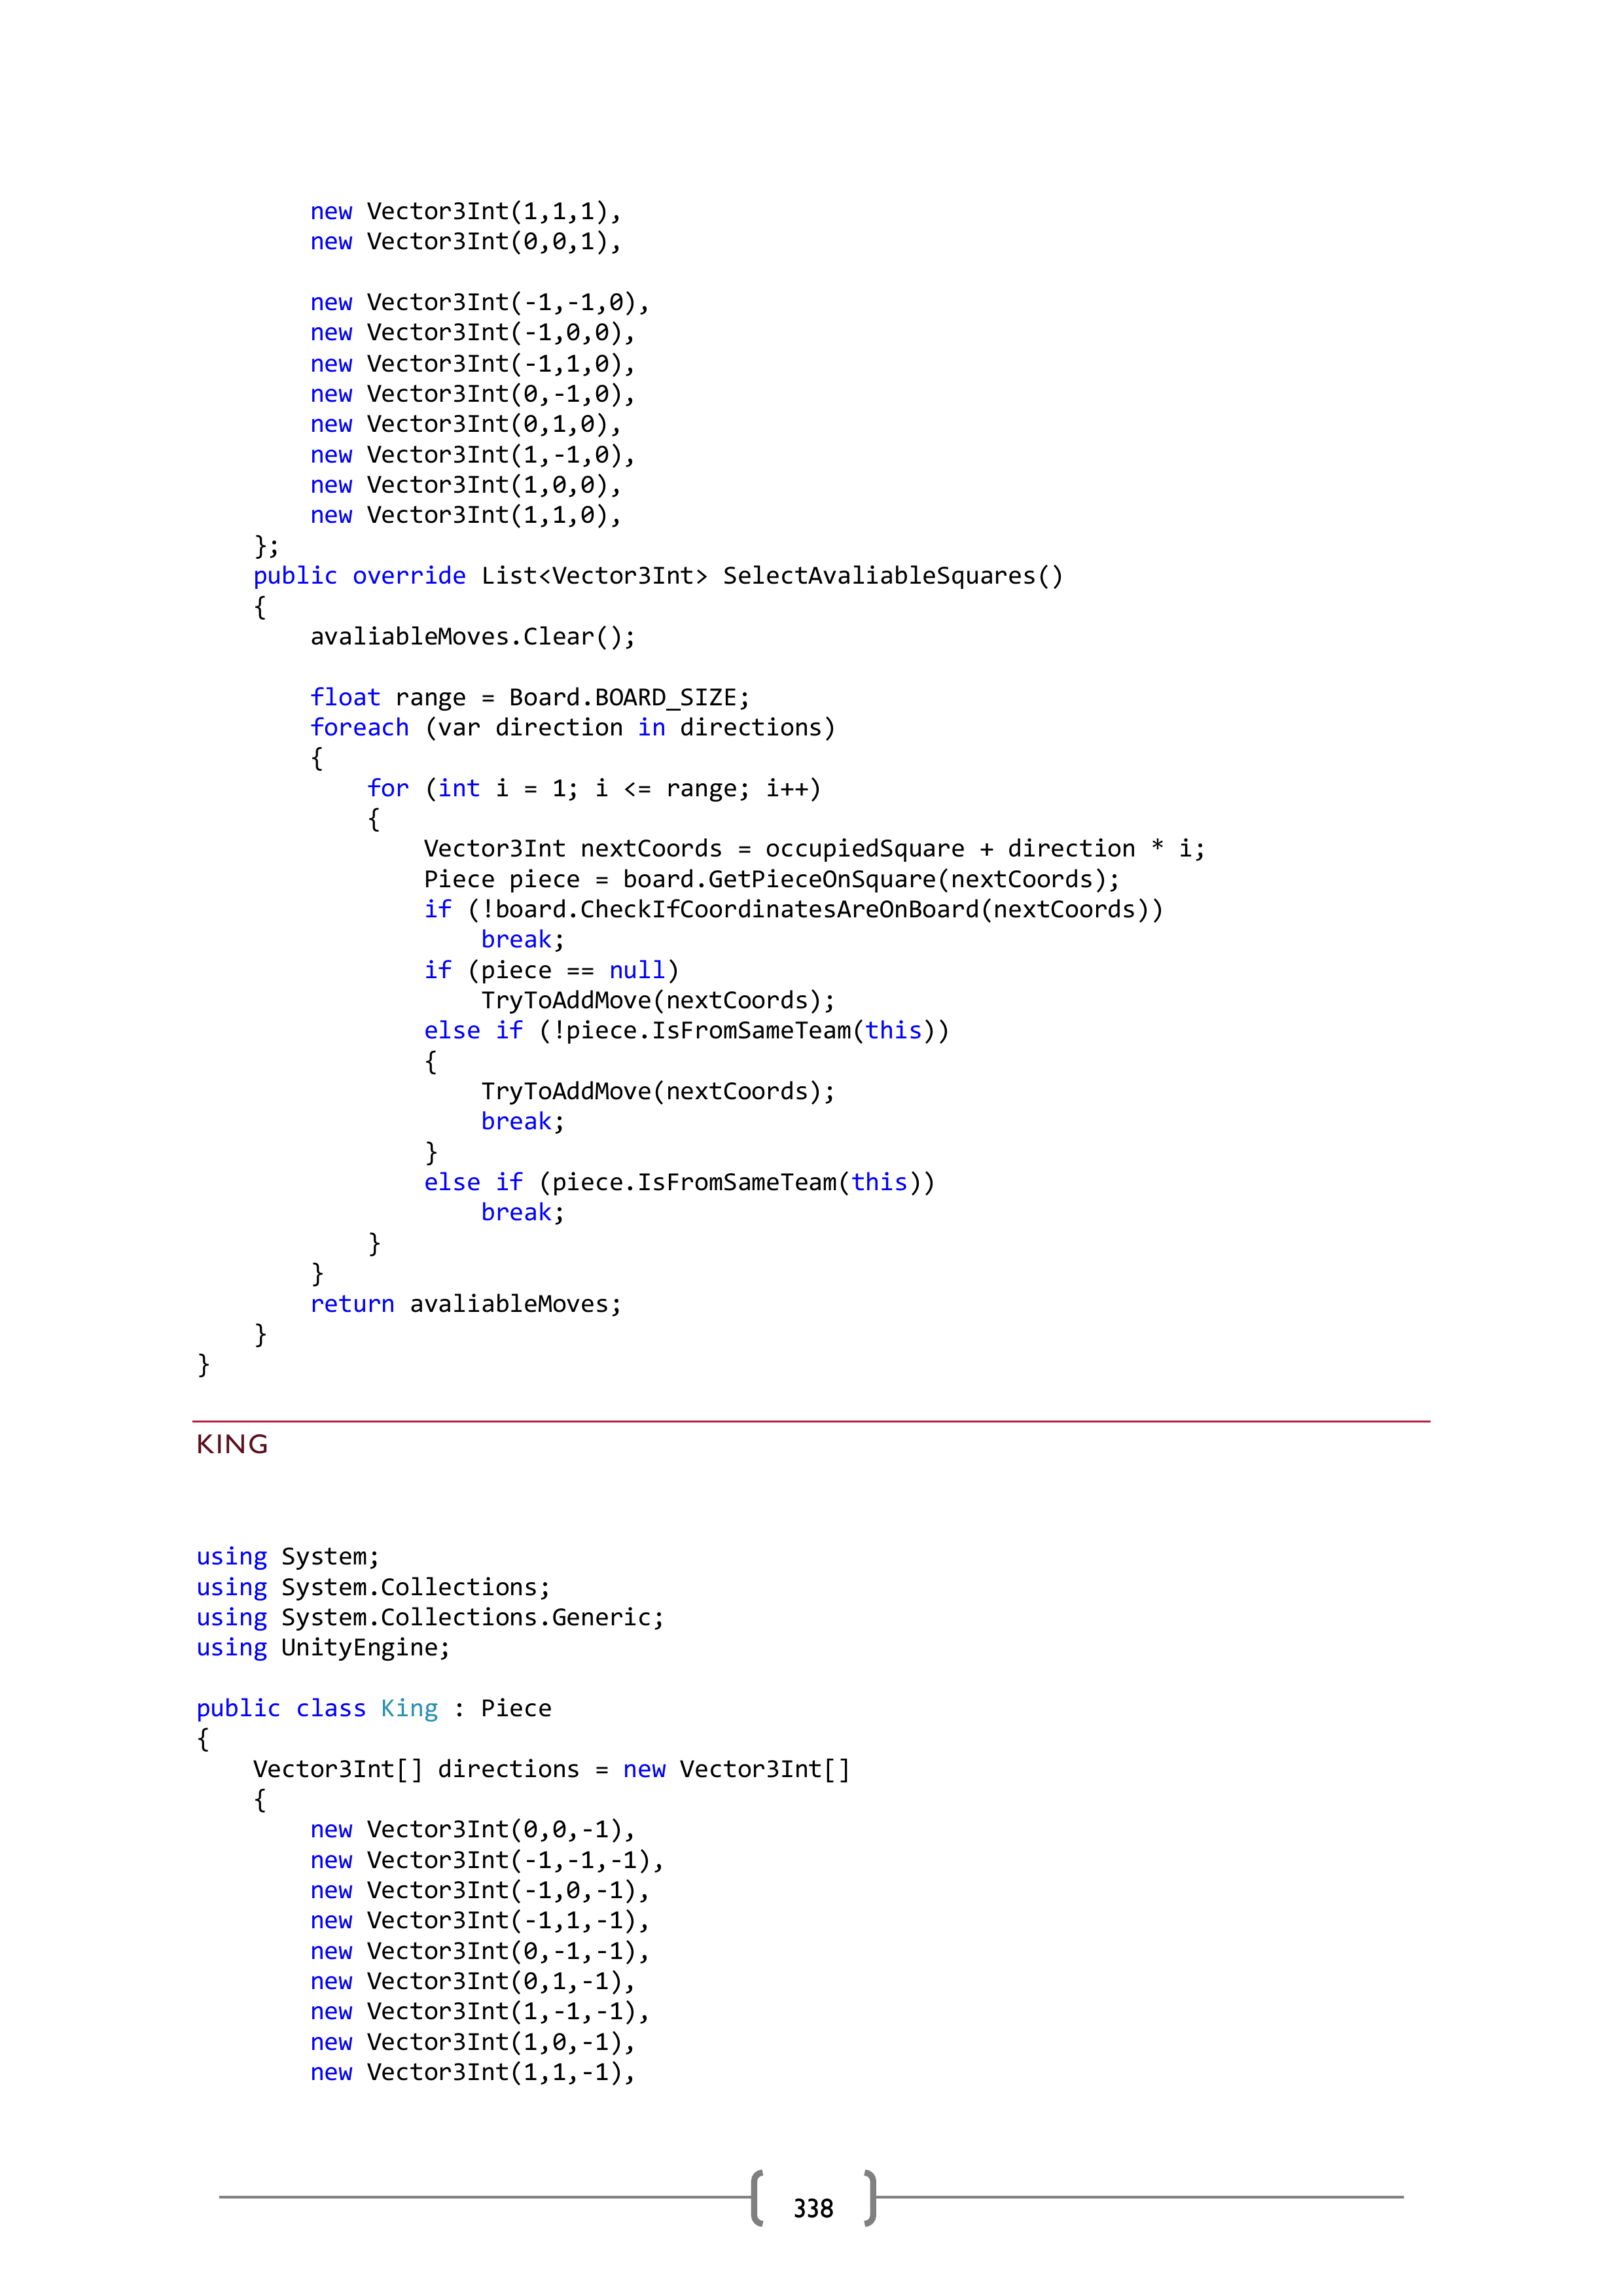 new Vector3Int(1,1,1),
        new Vector3Int(0,0,1),

        new Vector3Int(-1,-1,0),
        new Vector3Int(-1,0,0),
        new Vector3Int(-1,1,0),
        new Vector3Int(0,-1,0),
        new Vector3Int(0,1,0),
        new Vector3Int(1,-1,0),
        new Vector3Int(1,0,0),
        new Vector3Int(1,1,0),
    };
    public override List<Vector3Int> SelectAvaliableSquares()
    {
        avaliableMoves.Clear();

        float range = Board.BOARD_SIZE;
        foreach (var direction in directions)
        {
            for (int i = 1; i <= range; i++)
            {
                Vector3Int nextCoords = occupiedSquare + direction * i;
                Piece piece = board.GetPieceOnSquare(nextCoords);
                if (!board.CheckIfCoordinatesAreOnBoard(nextCoords))
                    break;
                if (piece == null)
                    TryToAddMove(nextCoords);
                else if (!piece.IsFromSameTeam(this))
                {
                    TryToAddMove(nextCoords);
                    break;
                }
                else if (piece.IsFromSameTeam(this))
                    break;
            }
        }
        return avaliableMoves;
    }
}

KING

using System;
using System.Collections;
using System.Collections.Generic;
using UnityEngine;

public class King : Piece
{
    Vector3Int[] directions = new Vector3Int[]
    {
        new Vector3Int(0,0,-1),
        new Vector3Int(-1,-1,-1),
        new Vector3Int(-1,0,-1),
        new Vector3Int(-1,1,-1),
        new Vector3Int(0,-1,-1),
        new Vector3Int(0,1,-1),
        new Vector3Int(1,-1,-1),
        new Vector3Int(1,0,-1),
        new Vector3Int(1,1,-1),

338